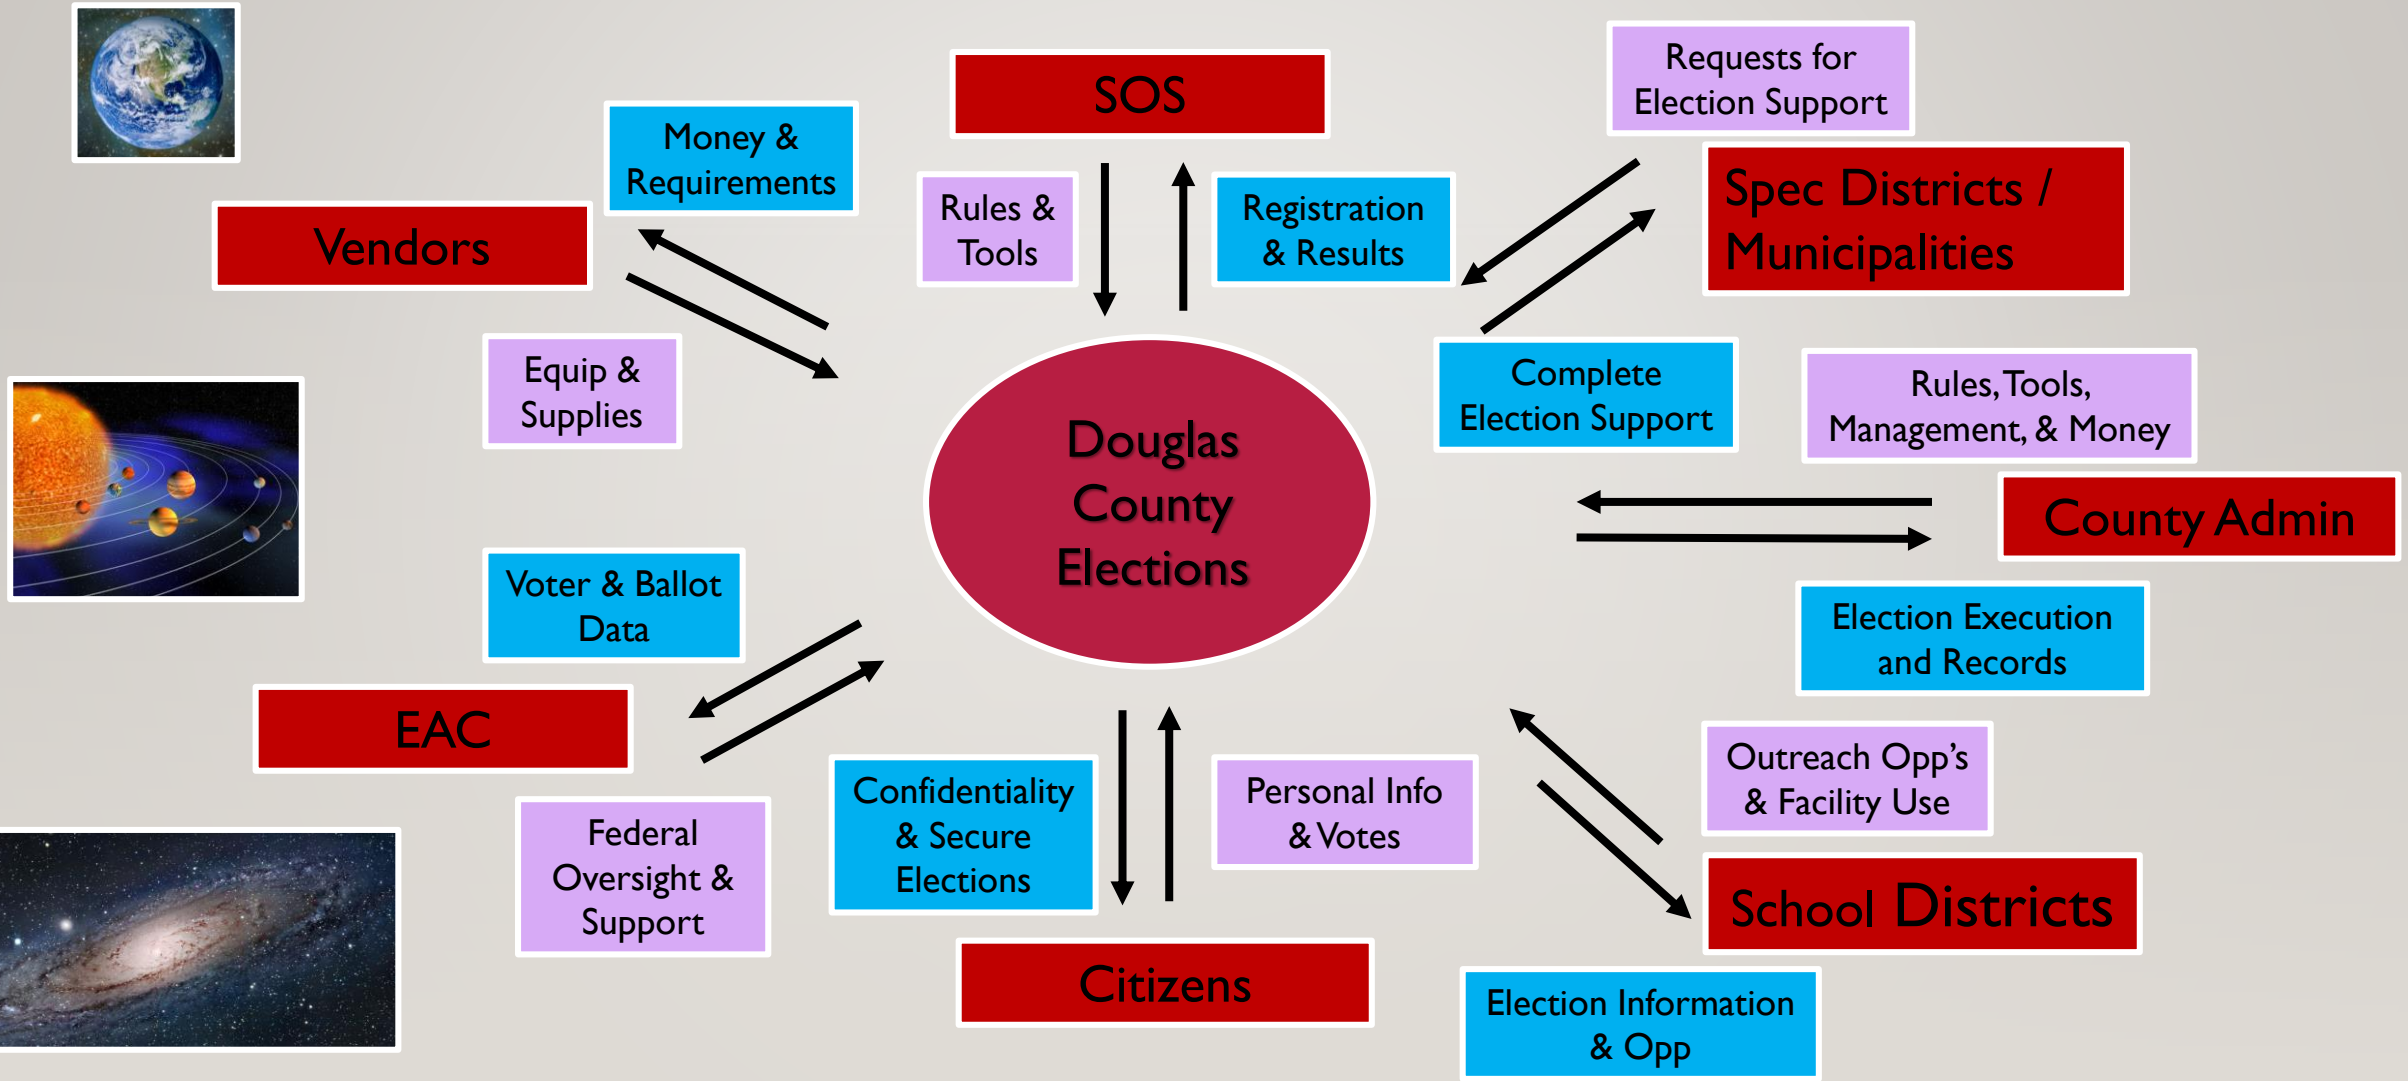 SOS
Requests for
Election Support
Money &
Requirements
Rules &
Tools
Registration
& Results
Spec Districts /
Municipalities
Vendors
Equip &
Supplies
Complete
Election Support
Rules, Tools,
Management, & Money
Douglas
County
Elections
County Admin
Voter & Ballot
Data
Election Execution
and Records
EAC
Outreach Opp's
& Facility Use
Federal
Oversight &
Support
Confidentiality
& Secure
Elections
Personal Info
& Votes
School Districts
Citizens
Election Information
& Opp